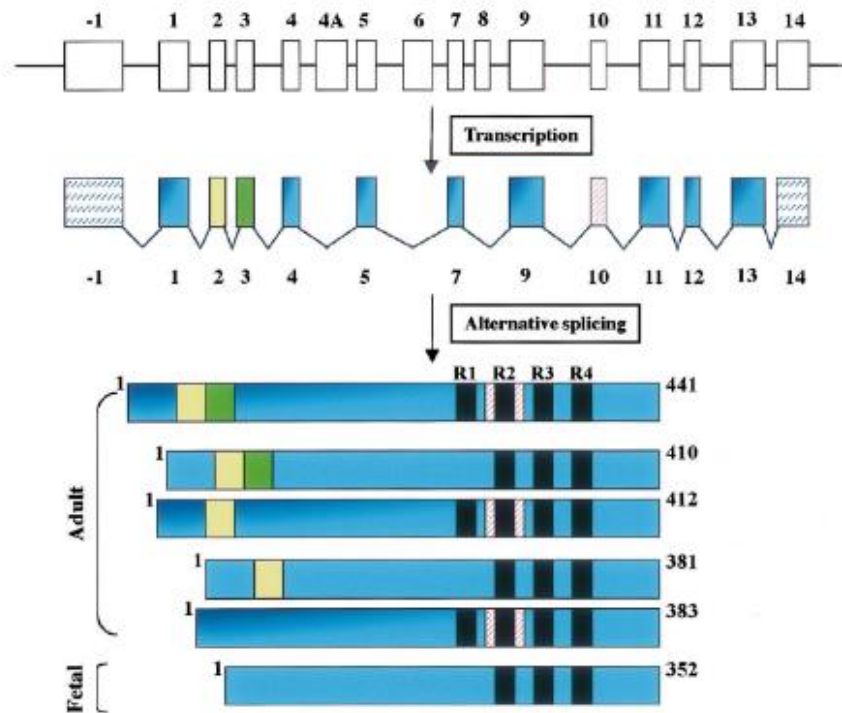 -1 1 2 3 4 4A 5 6 7 8 9 10 11 12 13 14
Transcription
-1 1 2 3 4 5 7 9 10 11 12 13 14
Alternative splicing
R1 R2 R3 R4
1 441
1 410
1 412
1 381
1 383
1 352
Adult
Fetal